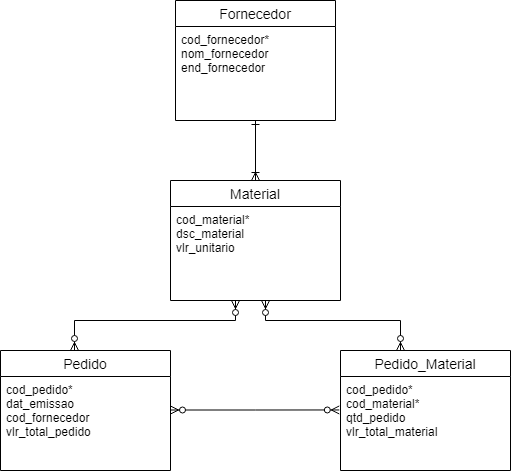 Fornecedor
cod_fornecedor*
nom_fornecedor
end_fornecedor
Material
cod_material*
dsc_material
vlr_unitario
Pedido
cod_pedido*
dat_emissao
cod_fornecedor
vlr_total_pedido
Pedido_Material
cod_pedido*
cod_material*
qtd_pedido
vlr_total_material